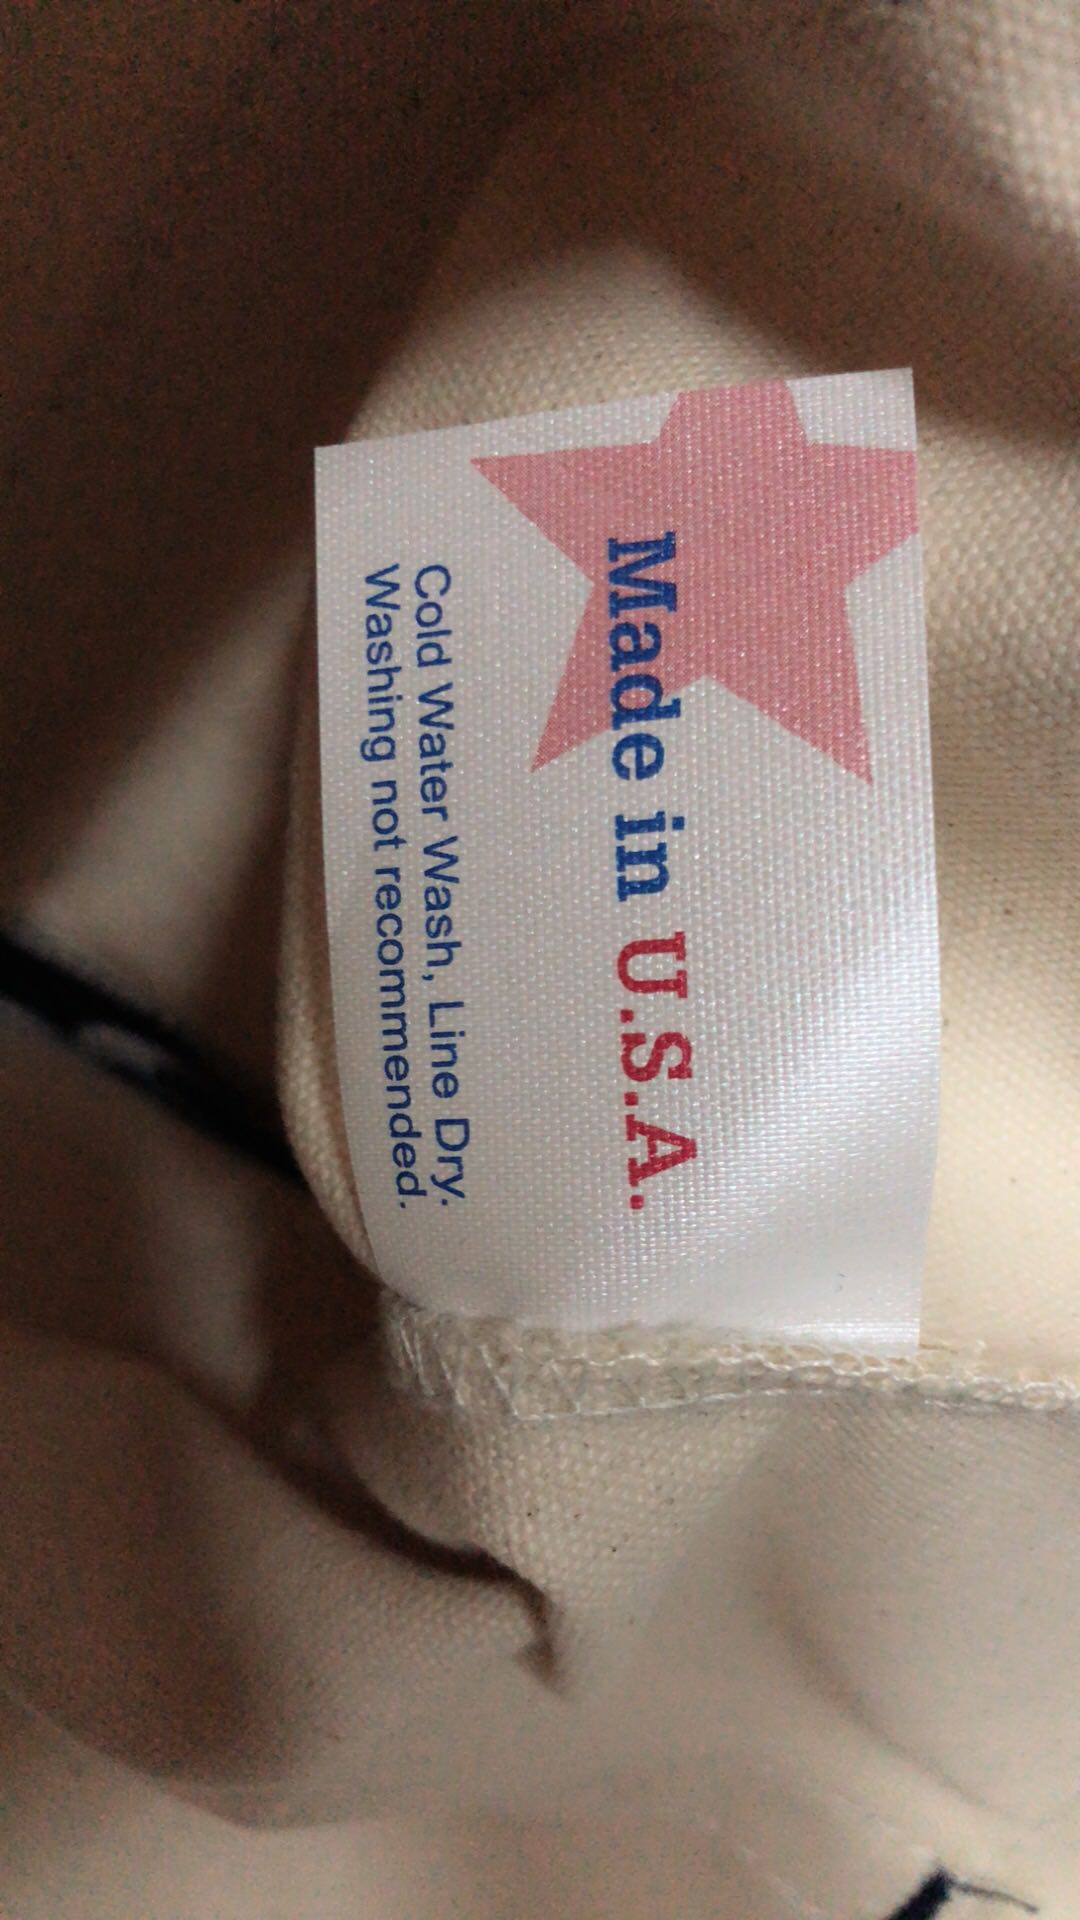 Made in U.S.A.
Cold Water Wash, Line Dry.
Washing not recommended.